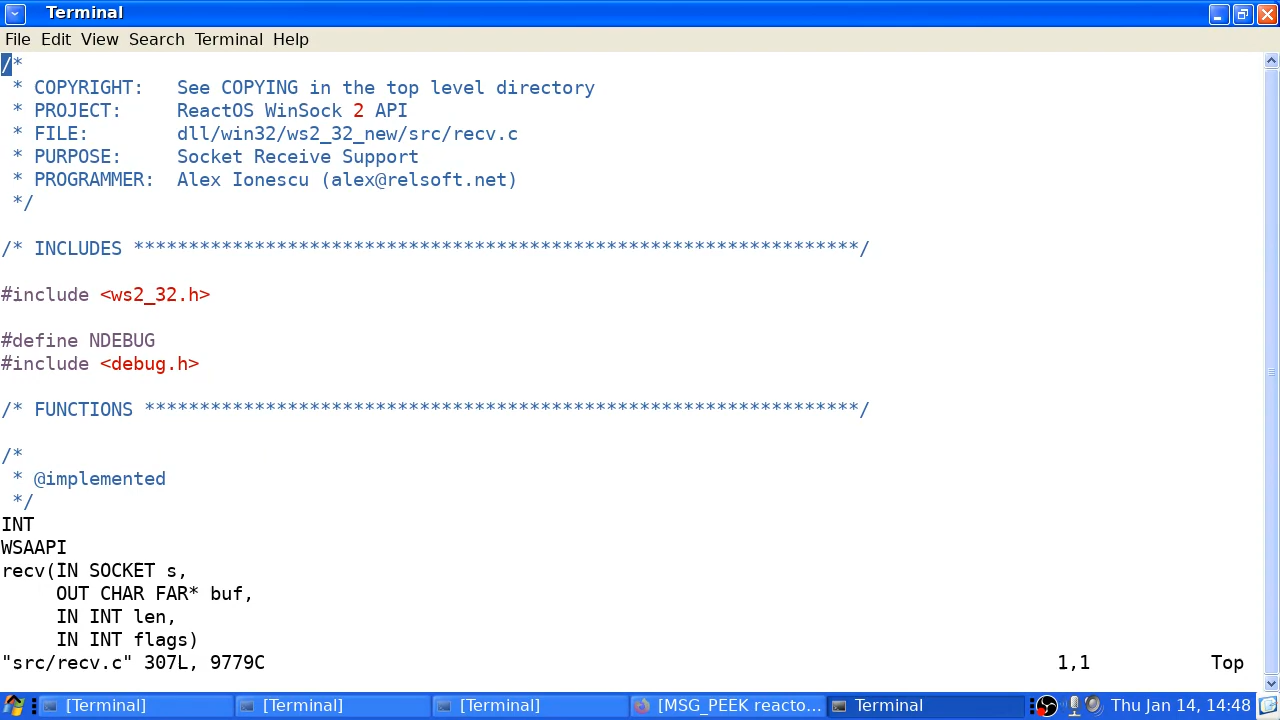 Terminal
File Edit View Search Terminal Help
/*
 * COPYRIGHT:   See COPYING in the top level directory
 * PROJECT:     ReactOS WinSock 2 API
 * FILE:        dll/win32/ws2_32_new/src/recv.c
 * PURPOSE:     Socket Receive Support
 * PROGRAMMER:  Alex Ionescu (alex@relsoft.net)
 */
/* INCLUDES ******************************************************************/
#include <ws2_32.h>
#define NDEBUG
#include <debug.h>
/* FUNCTIONS *****************************************************************/
/*
 * @implemented
 */
INT
WSAAPI
recv(IN SOCKET s,
     OUT CHAR FAR* buf,
     IN INT len,
     IN INT flags)
"src/recv.c" 307L, 9779C 1,1 Top
[Terminal] [Terminal] [Terminal] [MSG_PEEK reacto... Terminal Thu Jan 14, 14:48